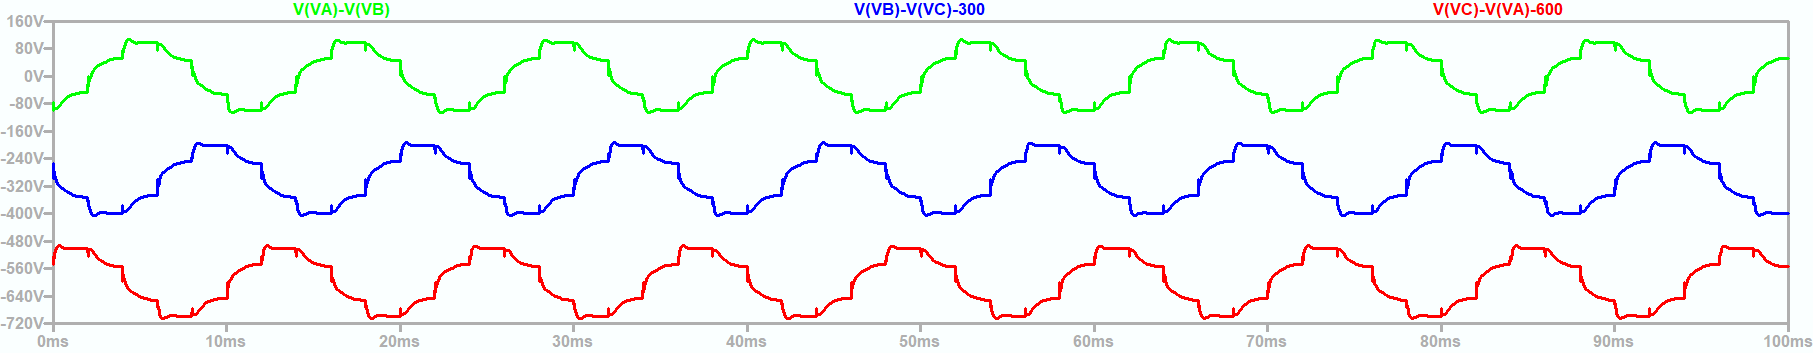 V(VA)-V(VB) V(VB)-V(VC)-300 V(VC)-V(VA)-600
160V
80V
0V
-80V
-160V
-240V
-320V
-400V
-480V
-560V
-640V
-720V
0ms 10ms 20ms 30ms 40ms 50ms 60ms 70ms 80ms 90ms 100ms